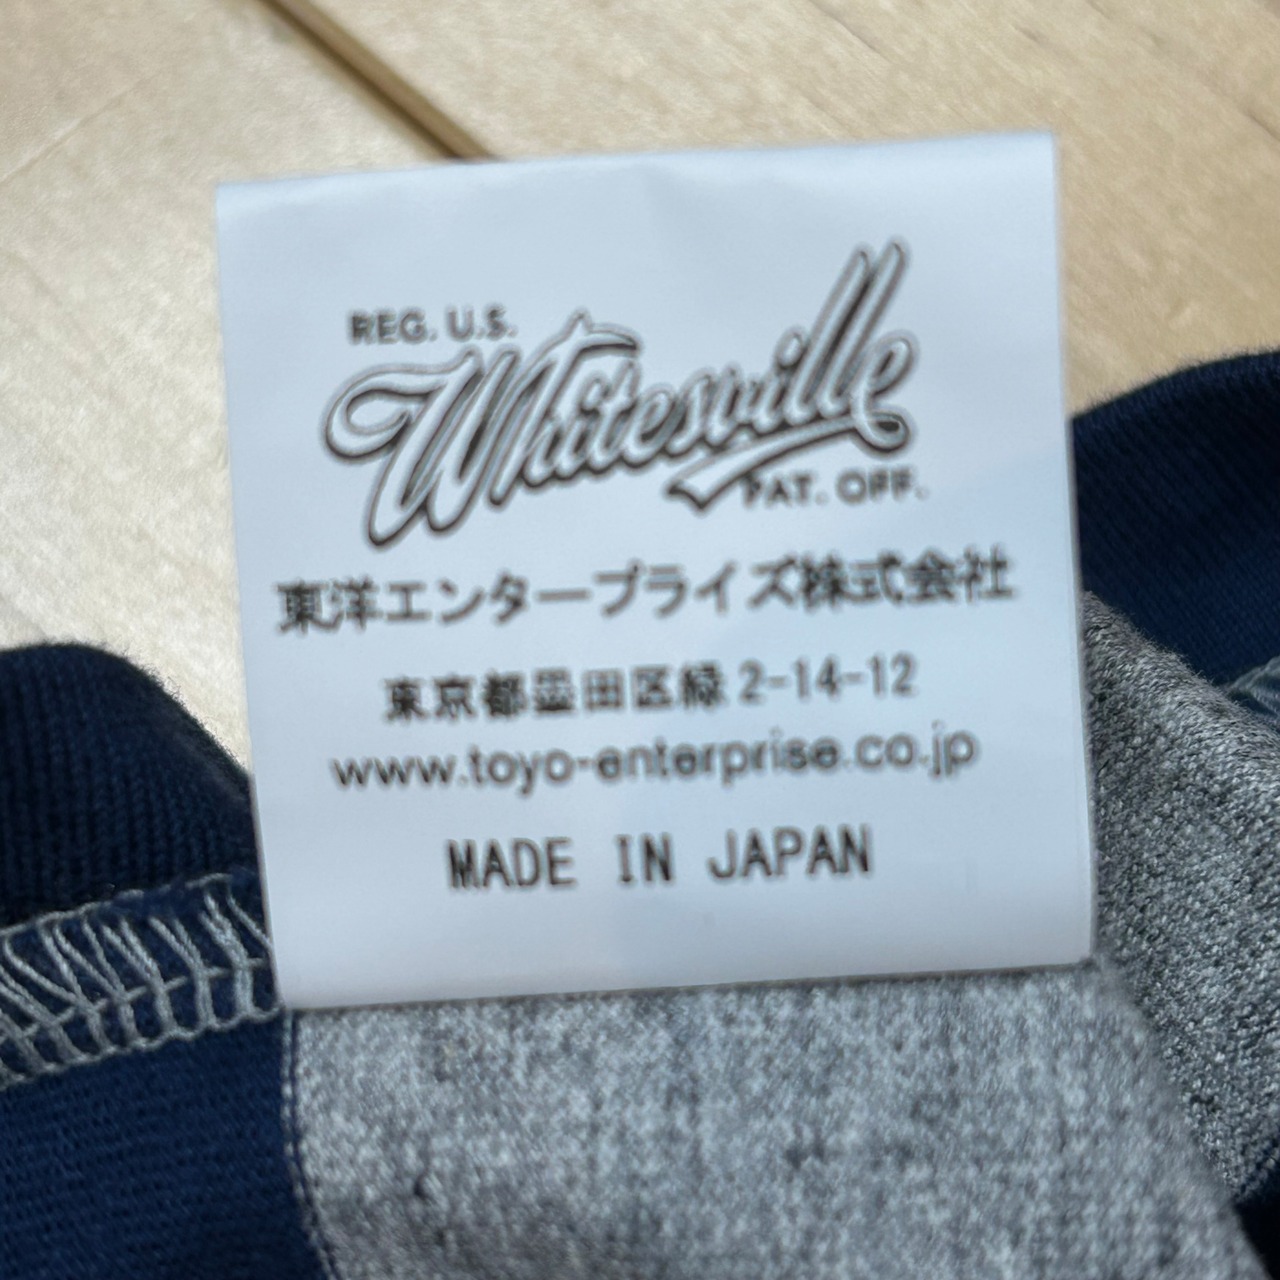 REG. U.S.
Whitesville
PAT. OFF.
東洋エンタープライズ株式会社
東京都墨田区緑 2-14-12
www.toyo-enterprise.co.jp
MADE IN JAPAN